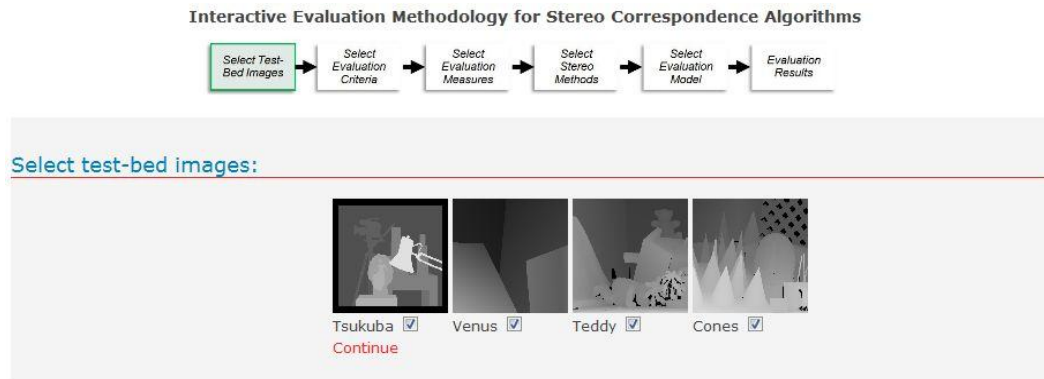 Interactive Evaluation Methodology for Stereo Correspondence Algorithms
Select Test-
Bed Images
Select
Evaluation
Criteria
Select
Evaluation
Measures
Select
Stereo
Methods
Select
Evaluation
Model
Evaluation
Results
Select test-bed images:
Tsukuba
Venus
Teddy
Cones
Continue